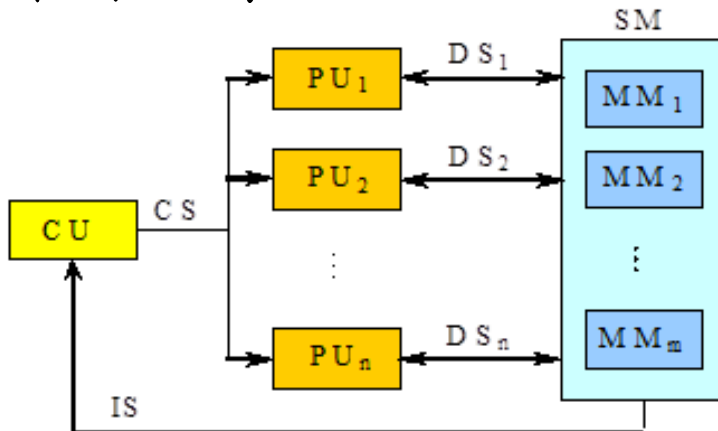 SM
PU1
DS1
MM1
PU2
DS2
MM2
CU
CS
⋮
⋮
PUn
DSn
MMm
IS